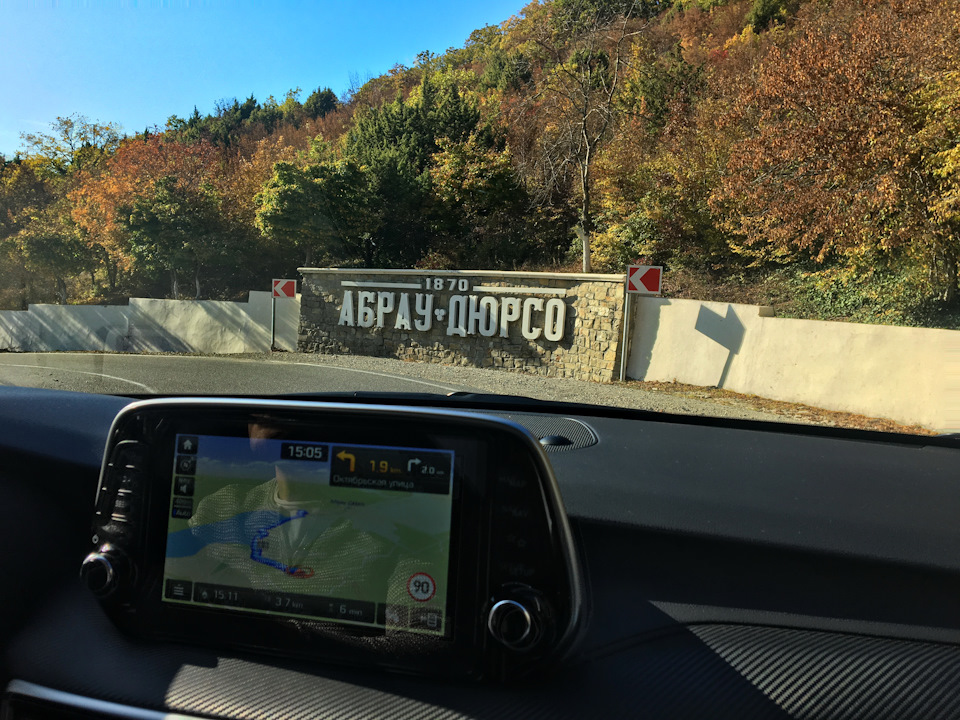 1870
АБРАУ ДЮРСО
15:05
1.9 km
2.0 km
Октябрьская улица
Auto
90
15:11
3.7 km
6 min